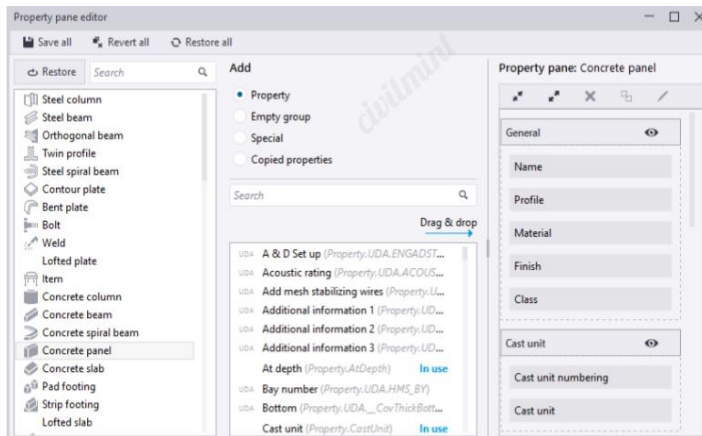 Property pane editor
Save all
Revert all
Restore all
Restore
Search
Steel column
Steel beam
Orthogonal beam
Twin profile
Steel spiral beam
Contour plate
Bent plate
Bolt
Weld
Lofted plate
Item
Concrete column
Concrete beam
Concrete spiral beam
Concrete panel
Concrete slab
Pad footing
Strip footing
Lofted slab
Add
Property
Empty group
Special
Copied properties
Search
Drag & drop
UDA A & D Set up (Property.UDA.ENGADST...
UDA Acoustic rating (Property.UDA.ACOUS...
UDA Add mesh stabilizing wires (Property.U...
UDA Additional information 1 (Property.UD...
UDA Additional information 2 (Property.UD...
UDA Additional information 3 (Property.UD...
At depth (Property.AtDepth) In use
UDA Bay number (Property.UDA.HMS_BY)
UDA Bottom (Property.UDA.__CovThickBott...
Cast unit (Property.CastUnit) In use
Property pane: Concrete panel
General
Name
Profile
Material
Finish
Class
Cast unit
Cast unit numbering
Cast unit
civilmint